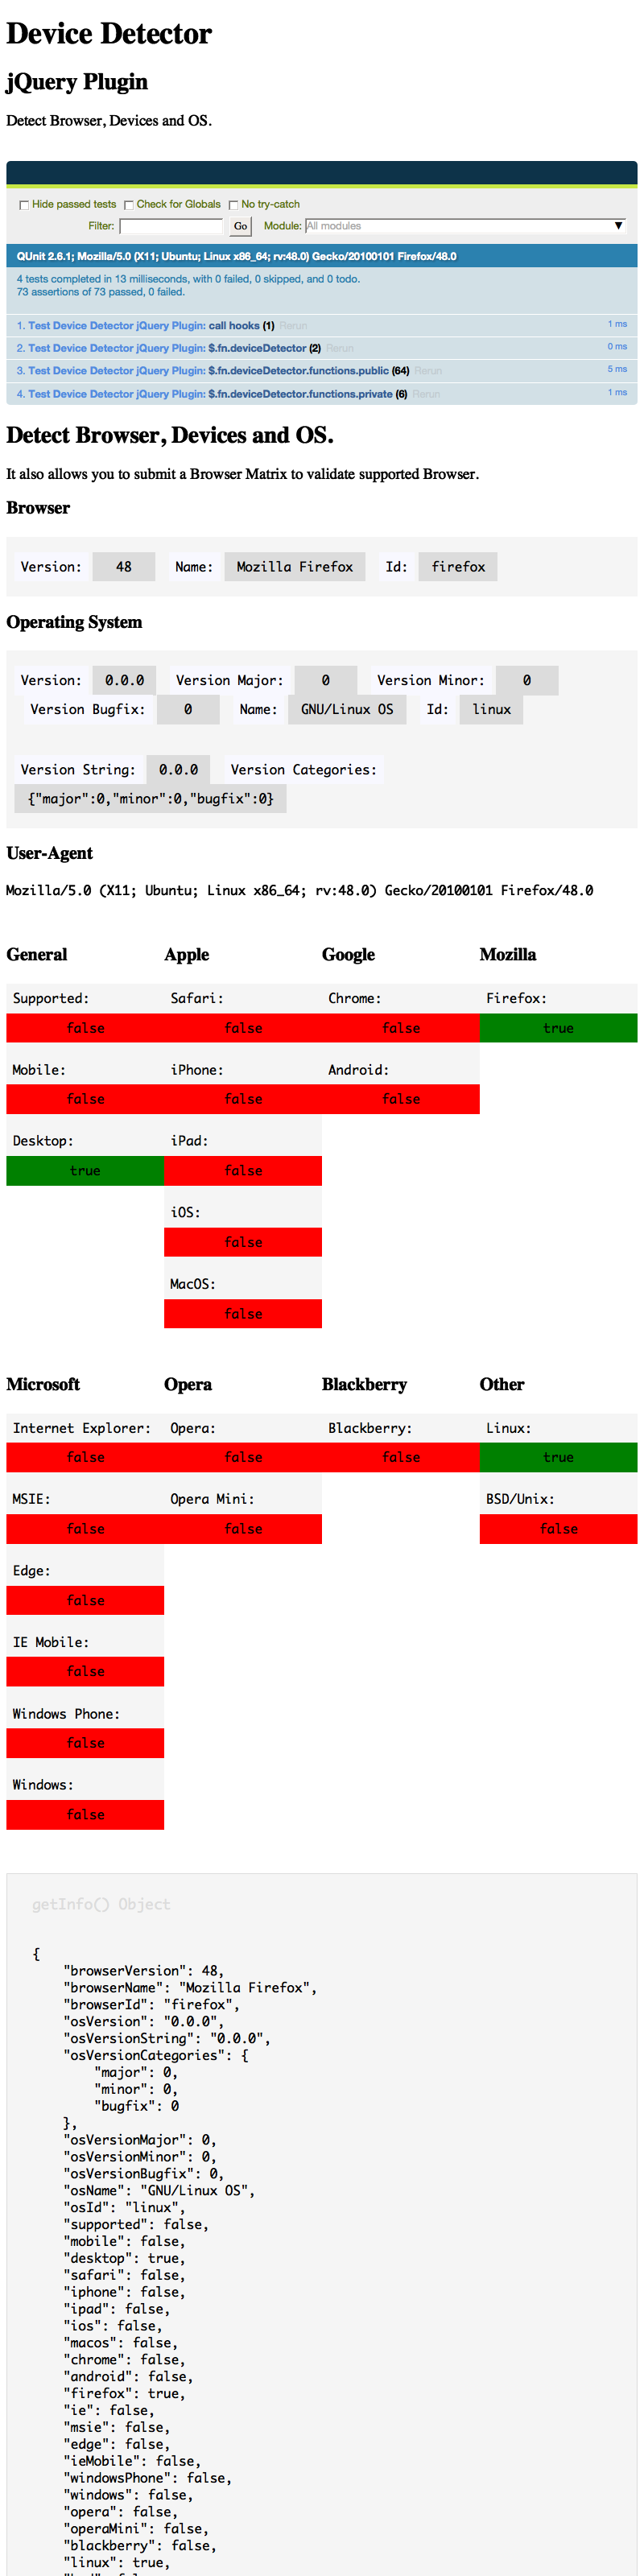 Device Detector
jQuery Plugin
Detect Browser, Devices and OS.
Hide passed tests Check for Globals No try-catch
Filter: Go Module: All modules ▼
QUnit 2.6.1; Mozilla/5.0 (X11; Ubuntu; Linux x86_64; rv:48.0) Gecko/20100101 Firefox/48.0
4 tests completed in 13 milliseconds, with 0 failed, 0 skipped, and 0 todo.
73 assertions of 73 passed, 0 failed.
1. Test Device Detector jQuery Plugin: call hooks (1) Rerun 1 ms
2. Test Device Detector jQuery Plugin: $.fn.deviceDetector (2) Rerun 0 ms
3. Test Device Detector jQuery Plugin: $.fn.deviceDetector.functions.public (64) Rerun 5 ms
4. Test Device Detector jQuery Plugin: $.fn.deviceDetector.functions.private (6) Rerun 1 ms
Detect Browser, Devices and OS.
It also allows you to submit a Browser Matrix to validate supported Browser.
Browser
Version: 48 Name: Mozilla Firefox Id: firefox
Operating System
Version: 0.0.0 Version Major: 0 Version Minor: 0
Version Bugfix: 0 Name: GNU/Linux OS Id: linux
Version String: 0.0.0 Version Categories:
{"major":0,"minor":0,"bugfix":0}
User-Agent
Mozilla/5.0 (X11; Ubuntu; Linux x86_64; rv:48.0) Gecko/20100101 Firefox/48.0
General Apple Google Mozilla
Supported: Safari: Chrome: Firefox:
false false false true
Mobile: iPhone: Android:
false false false
Desktop: iPad:
true false
iOS:
false
MacOS:
false
Microsoft Opera Blackberry Other
Internet Explorer: Opera: Blackberry: Linux:
false false false true
MSIE: Opera Mini: BSD/Unix:
false false false
Edge:
false
IE Mobile:
false
Windows Phone:
false
Windows:
false
getInfo() Object
{
"browserVersion": 48,
"browserName": "Mozilla Firefox",
"browserId": "firefox",
"osVersion": "0.0.0",
"osVersionString": "0.0.0",
"osVersionCategories": {
"major": 0,
"minor": 0,
"bugfix": 0
},
"osVersionMajor": 0,
"osVersionMinor": 0,
"osVersionBugfix": 0,
"osName": "GNU/Linux OS",
"osId": "linux",
"supported": false,
"mobile": false,
"desktop": true,
"safari": false,
"iphone": false,
"ipad": false,
"ios": false,
"macos": false,
"chrome": false,
"android": false,
"firefox": true,
"ie": false,
"msie": false,
"edge": false,
"ieMobile": false,
"windowsPhone": false,
"windows": false,
"opera": false,
"operaMini": false,
"blackberry": false,
"linux": true,